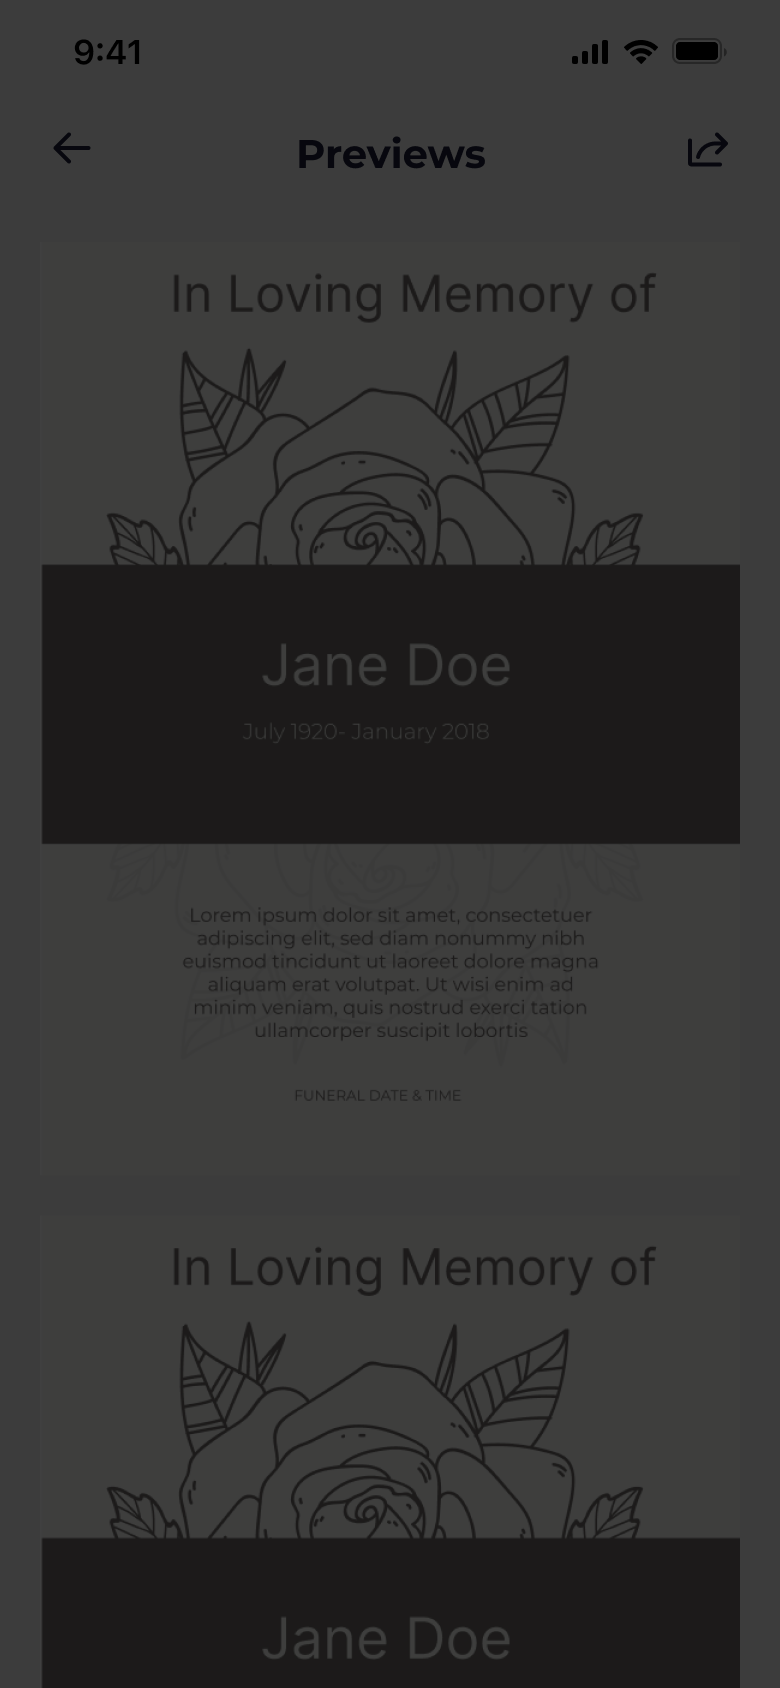 9:41
Previews
In Loving Memory of
Jane Doe
July 1920- January 2018
Lorem ipsum dolor sit amet, consectetuer
adipiscing elit, sed diam nonummy nibh
euismod tincidunt ut laoreet dolore magna
aliquam erat volutpat. Ut wisi enim ad
minim veniam, quis nostrud exerci tation
ullamcorper suscipit lobortis
FUNERAL DATE & TIME
In Loving Memory of
Jane Doe